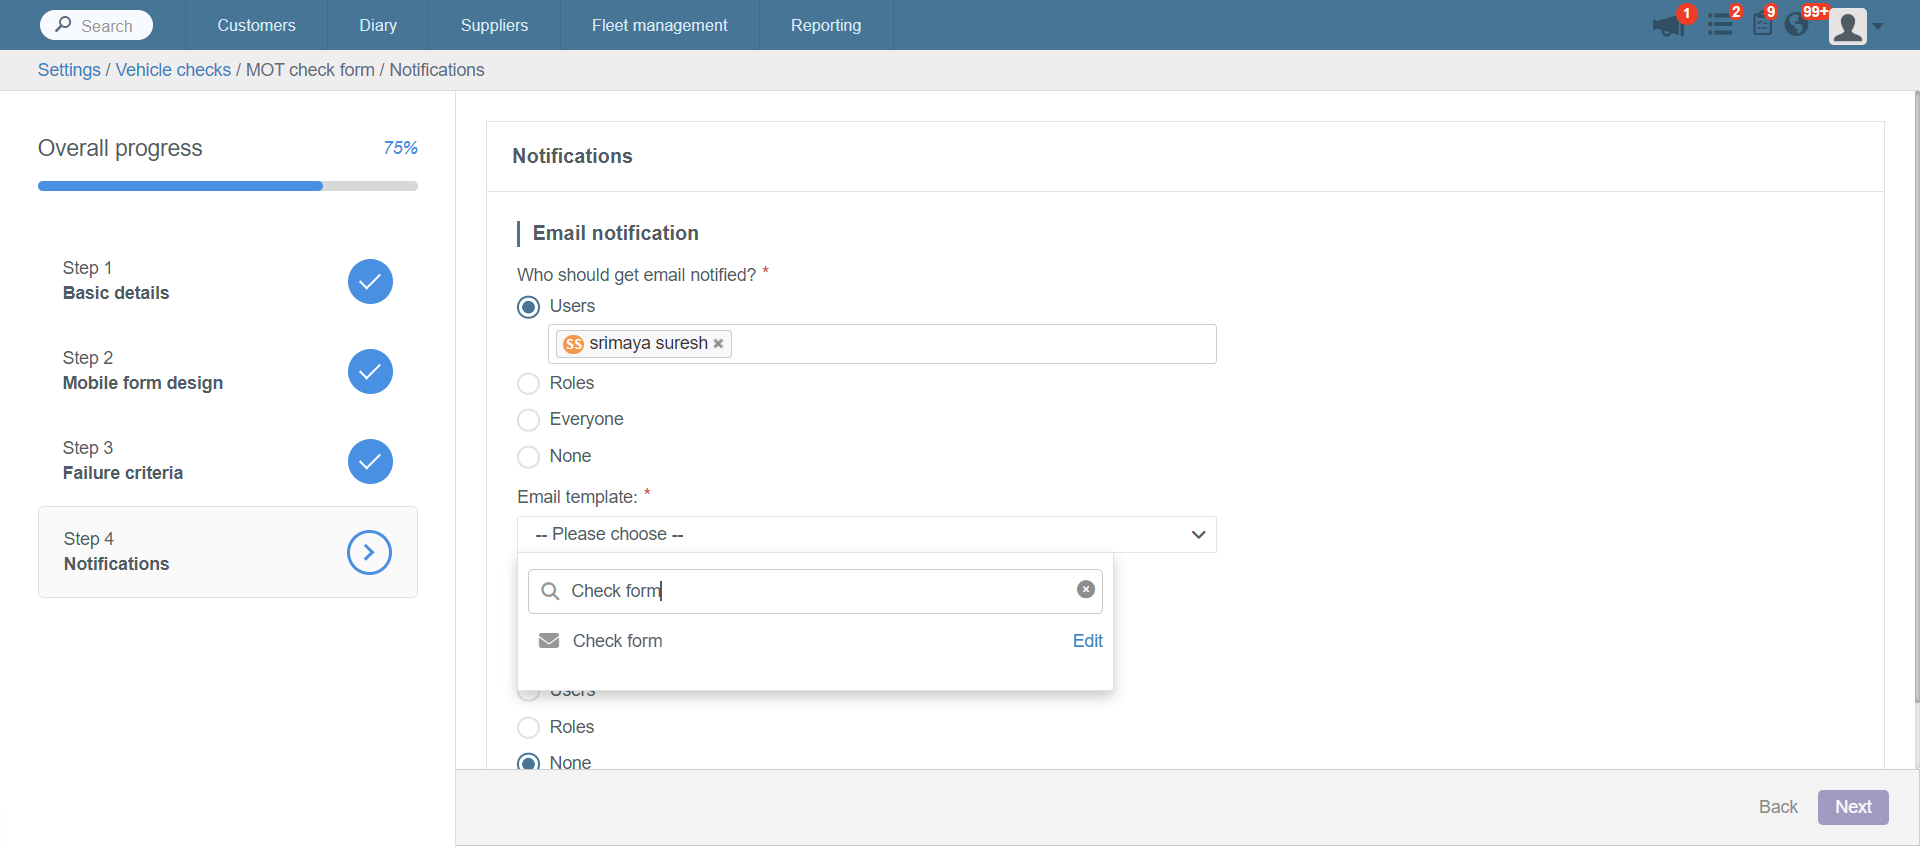 Search
Customers
Diary
Suppliers
Fleet management
Reporting
1
2
9
99+
Settings / Vehicle checks / MOT check form / Notifications
Overall progress
75%
Step 1
Basic details
Step 2
Mobile form design
Step 3
Failure criteria
Step 4
Notifications
Notifications
Email notification
Who should get email notified? *
Users
SS srimaya suresh ×
Roles
Everyone
None
Email template: *
-- Please choose --
Check form
Check form
Edit
Users
Roles
None
Back
Next